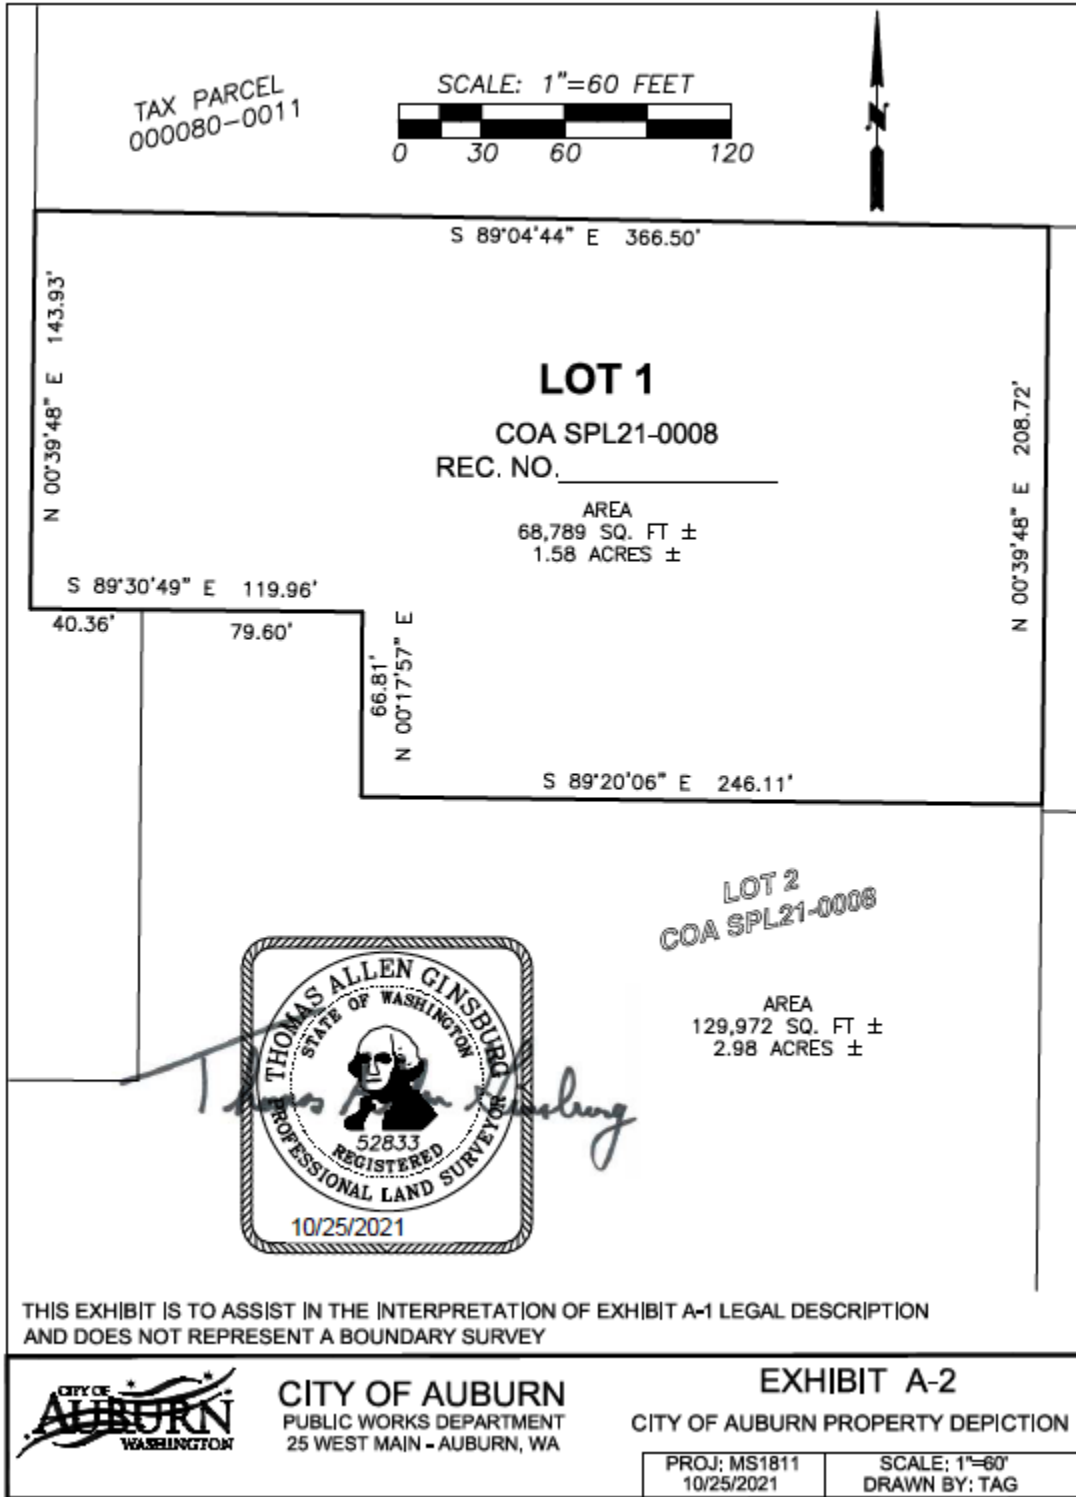 TAX PARCEL
000080-0011
SCALE: 1"=60 FEET
0 30 60 120
N
S 89°04'44" E 366.50'
N 00°39'48" E 143.93'
LOT 1
COA SPL21-0008
REC. NO.
AREA
68,789 SQ. FT ±
1.58 ACRES ±
N 00°39'48" E 208.72'
S 89°30'49" E 119.96'
40.36'
79.60'
66.81'
N 00°17'57" E
S 89°20'06" E 246.11'
LOT 2
COA SPL21-0008
AREA
129,972 SQ. FT ±
2.98 ACRES ±
THOMAS ALLEN GINSBURG
STATE OF WASHINGTON
Thomas Allen Ginsburg
52833
REGISTERED
PROFESSIONAL LAND SURVEYOR
10/25/2021
THIS EXHIBIT IS TO ASSIST IN THE INTERPRETATION OF EXHIBIT A-1 LEGAL DESCRIPTION
AND DOES NOT REPRESENT A BOUNDARY SURVEY
CITY OF
AUBURN
WASHINGTON
CITY OF AUBURN
PUBLIC WORKS DEPARTMENT
25 WEST MAIN - AUBURN, WA
EXHIBIT A-2
CITY OF AUBURN PROPERTY DEPICTION
PROJ: MS1811
10/25/2021
SCALE: 1"=60'
DRAWN BY: TAG